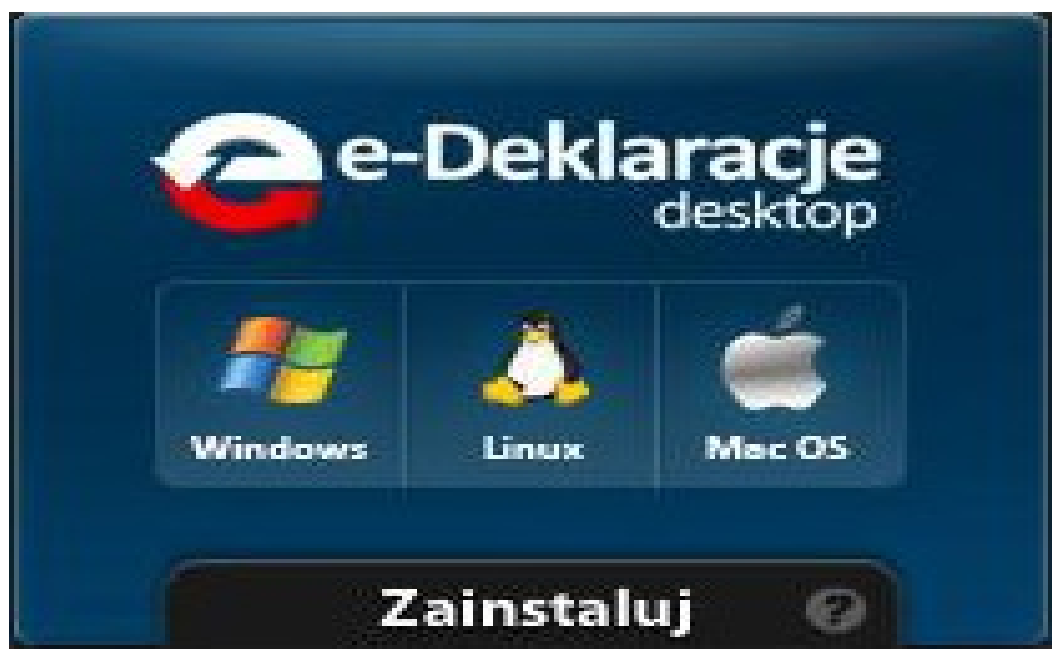 e-Deklaracje
desktop
Windows Linux Mac OS
Zainstaluj ?